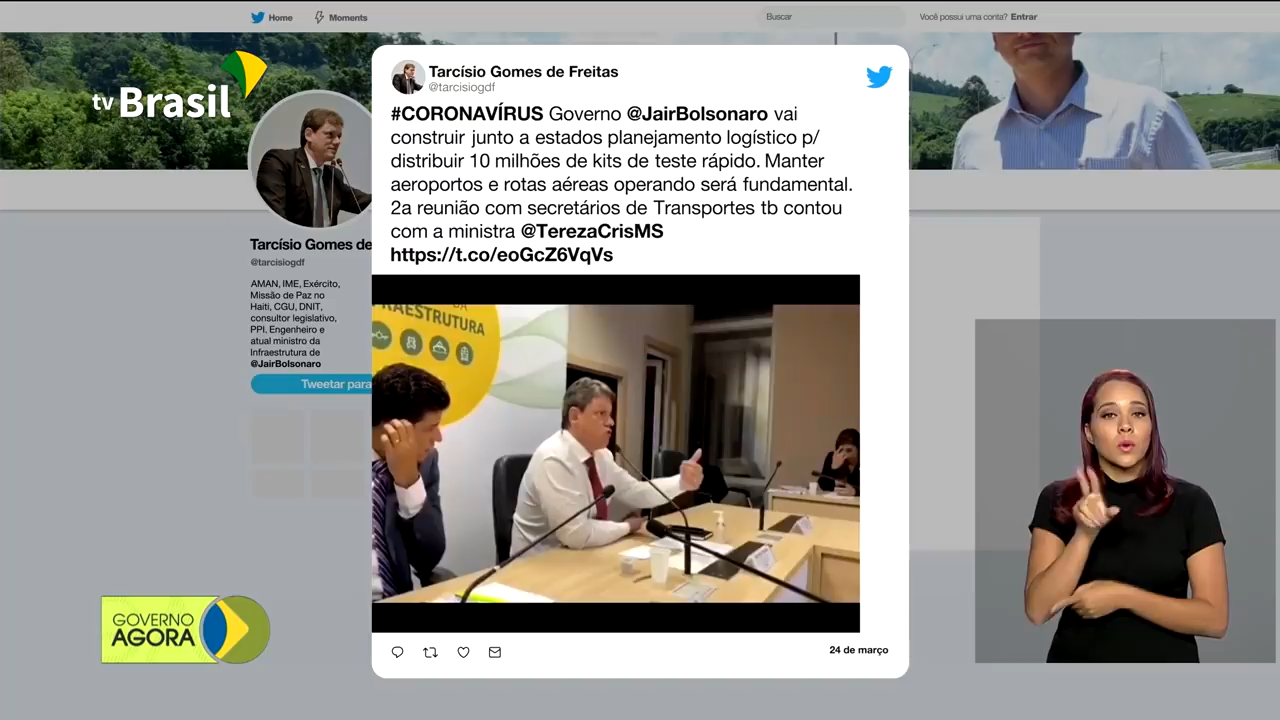 Home
Moments
Buscar
Você possui uma conta? Entrar
tv Brasil
Tarcísio Gomes de Freitas
@tarcisiogdf
#CORONAVÍRUS Governo @JairBolsonaro vai
construir junto a estados planejamento logístico p/
distribuir 10 milhões de kits de teste rápido. Manter
aeroportos e rotas aéreas operando será fundamental.
2a reunião com secretários de Transportes tb contou
com a ministra @TerezaCrisMS
https://t.co/eoGcZ6VqVs
Tarcísio Gomes de
@tarcisiogdf
AMAN, IME, Exército,
Missão de Paz no
Haiti, CGU, DNIT,
consultor legislativo,
PPI. Engenheiro e
atual ministro da
Infraestrutura de
@JairBolsonaro
Tweetar para
DA
FRAESTRUTURA
GOVERNO
AGORA
24 de março